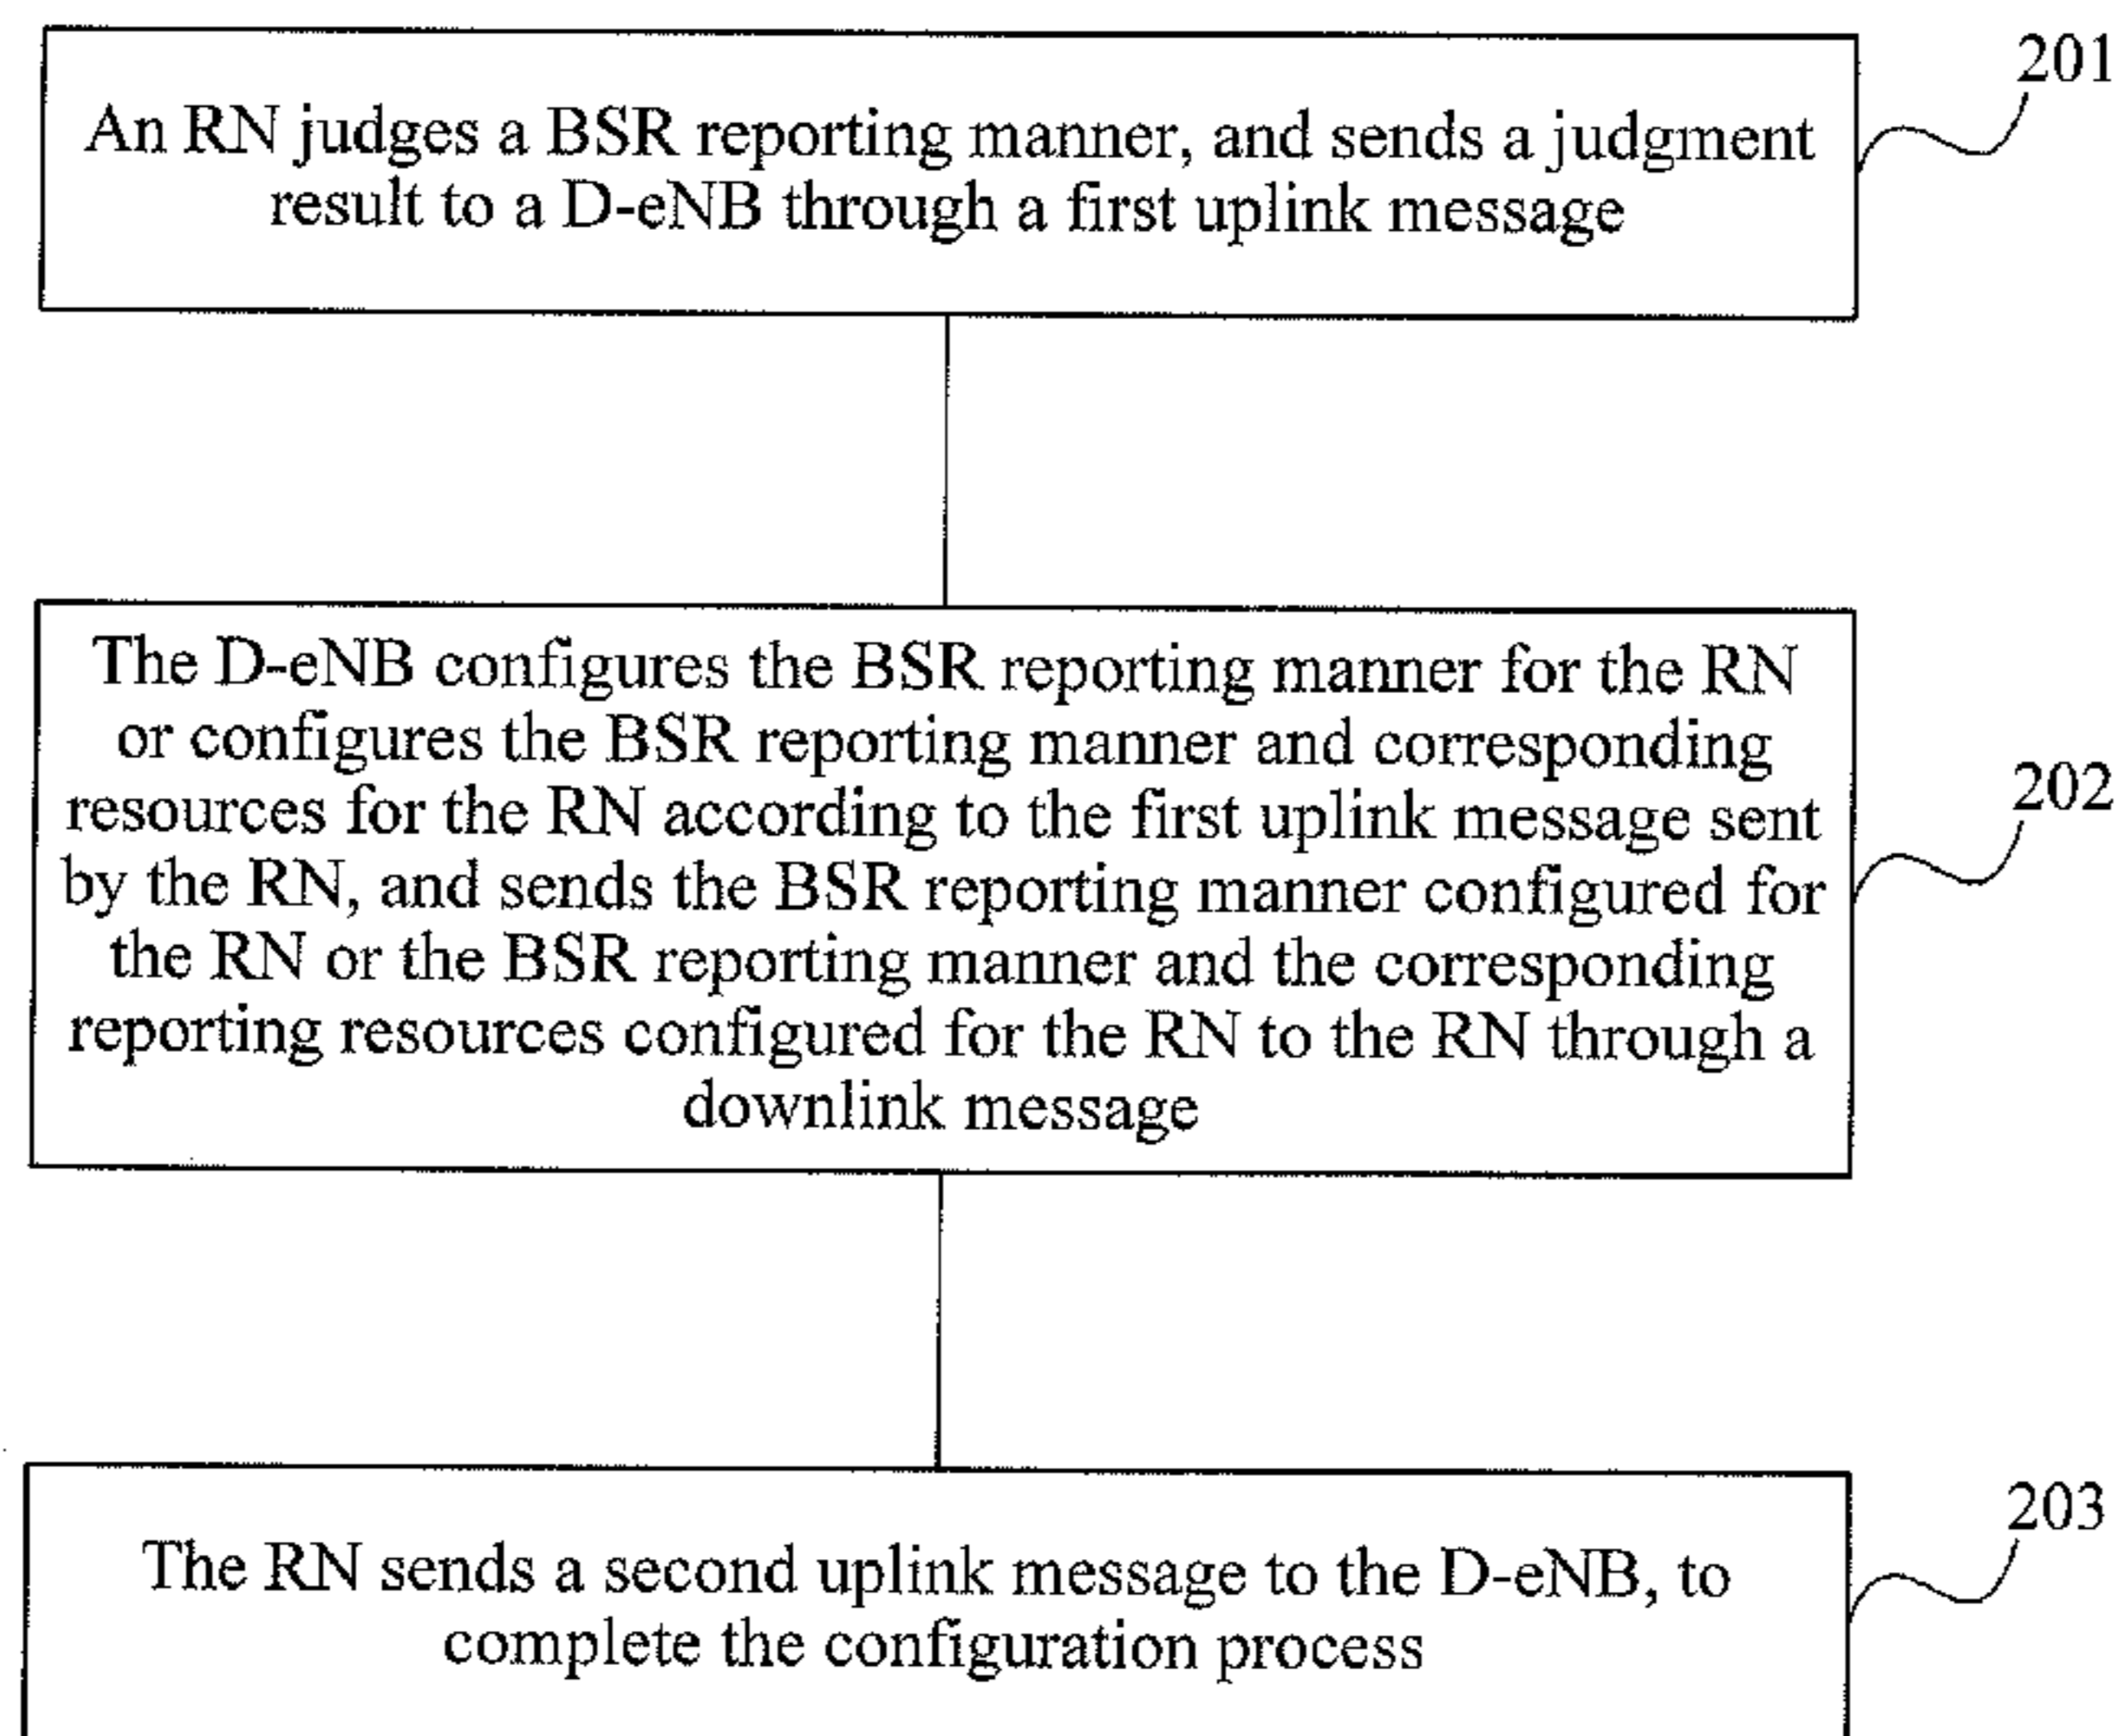 201
An RN judges a BSR reporting manner, and sends a judgment
result to a D-eNB through a first uplink message
The D-eNB configures the BSR reporting manner for the RN
or configures the BSR reporting manner and corresponding
resources for the RN according to the first uplink message sent
by the RN, and sends the BSR reporting manner configured for
the RN or the BSR reporting manner and the corresponding
reporting resources configured for the RN to the RN through a
downlink message
202
203
The RN sends a second uplink message to the D-eNB, to
complete the configuration process